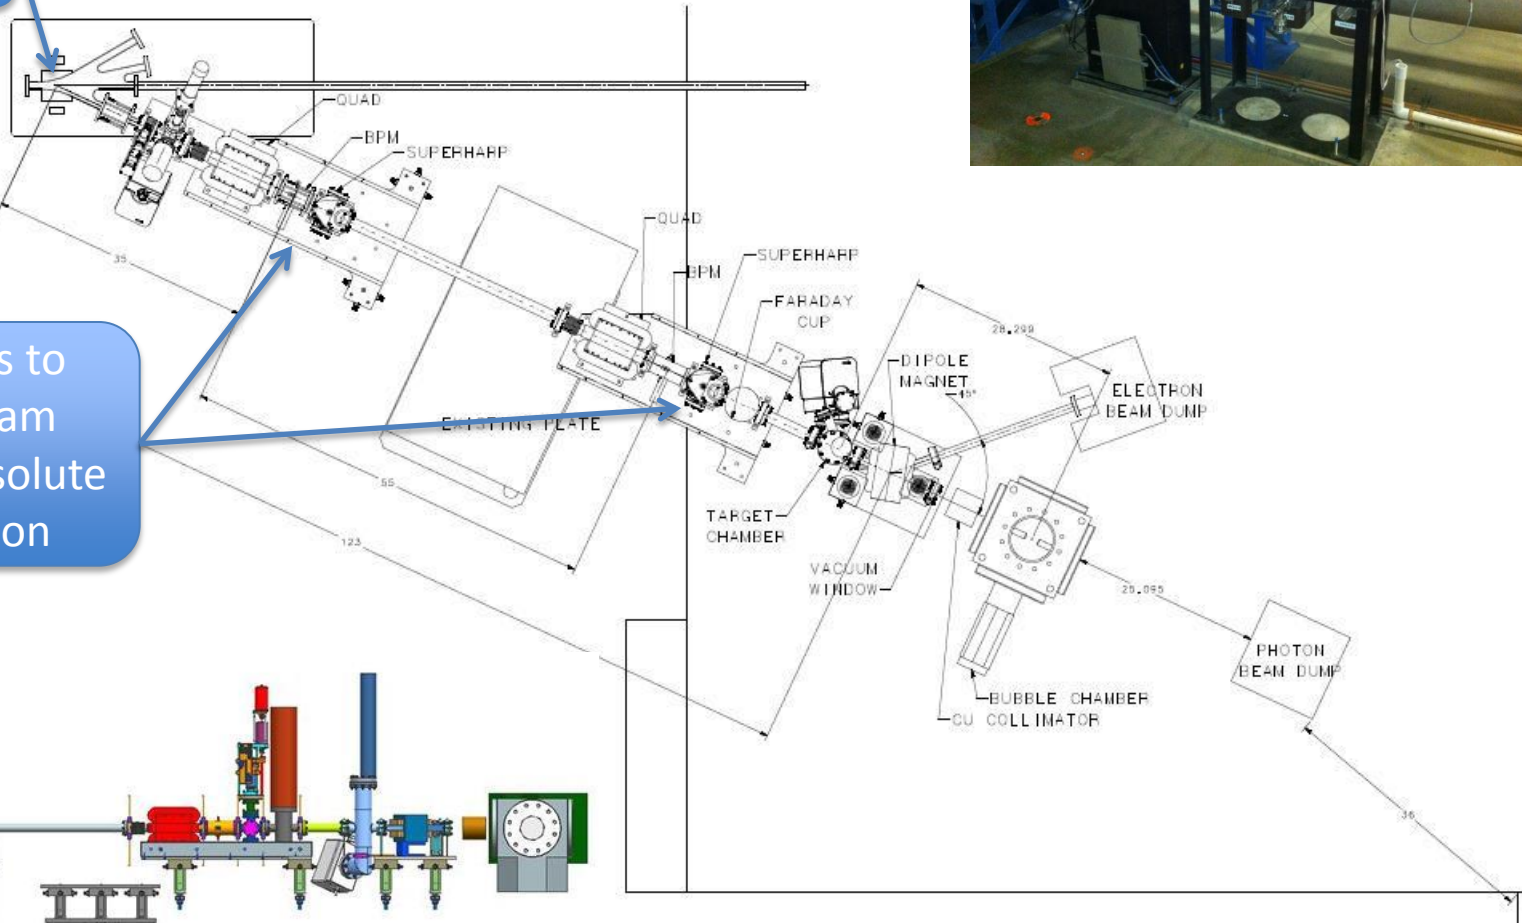 QUAD
BPM
SUPERHARP
35
QUAD
SUPERHARP
BPM
FARADAY
CUP
28.299
DIPOLE
MAGNET
45°
ELECTRON
BEAM DUMP
s to
am
solute
on
EXISTING PLATE
55
123
TARGET
CHAMBER
VACUUM
WINDOW
25.095
PHOTON
BEAM DUMP
BUBBLE CHAMBER
CU COLLIMATOR
36